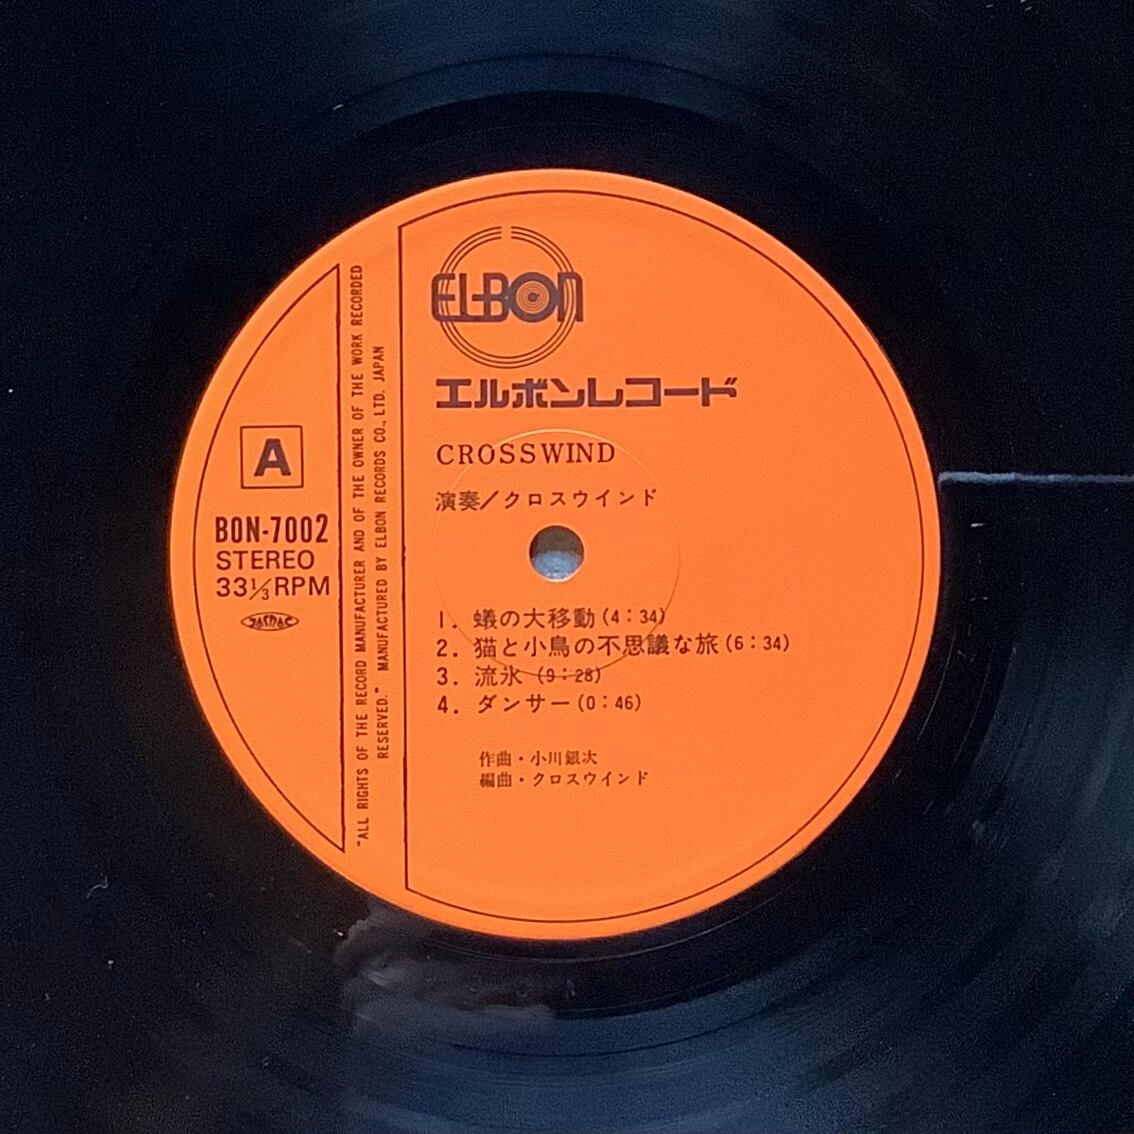 ELBON
エルボンレコード
CROSSWIND
演奏／クロスウインド
1. 蟻の大移動(4:34)
2. 猫と小鳥の不思議な旅(6:34)
3. 流氷 (9:28)
4. ダンサー(0:46)
作曲・小川銀次
編曲・クロスウインド
A
BON-7002
STEREO
33⅓RPM
JASRAC
"ALL RIGHTS OF THE RECORD MANUFACTURER AND OF THE OWNER OF THE WORK RECORDED
RESERVED." MANUFACTURED BY ELBON RECORDS CO., LTD. JAPAN